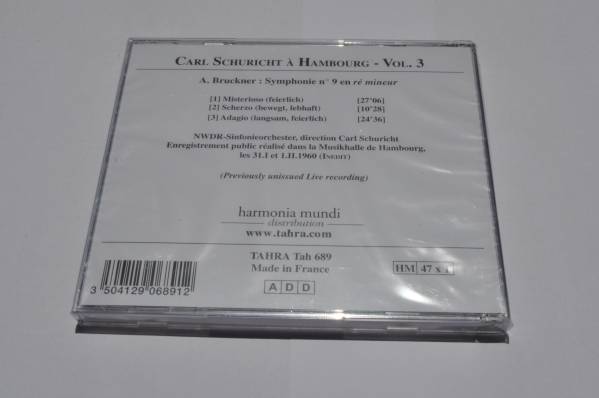 CARL SCHURICHT À HAMBOURG - VOL. 3
A. Bruckner : Symphonie n° 9 en ré mineur
[1] Misterioso (feierlich) [27'06]
[2] Scherzo (bewegt, lebhaft) [10'28]
[3] Adagio (langsam, feierlich) [24'36]
NWDR-Sinfonieorchester, direction Carl Schuricht
Enregistrement public réalisé dans la Musikhalle de Hambourg,
les 31.I et 1.II.1960 (INEDIT)
(Previously unissued Live recording)
harmonia mundi
distribution
www.tahra.com
TAHRA Tah 689
Made in France
HM 47 x 1
A D D
3 504129 068912